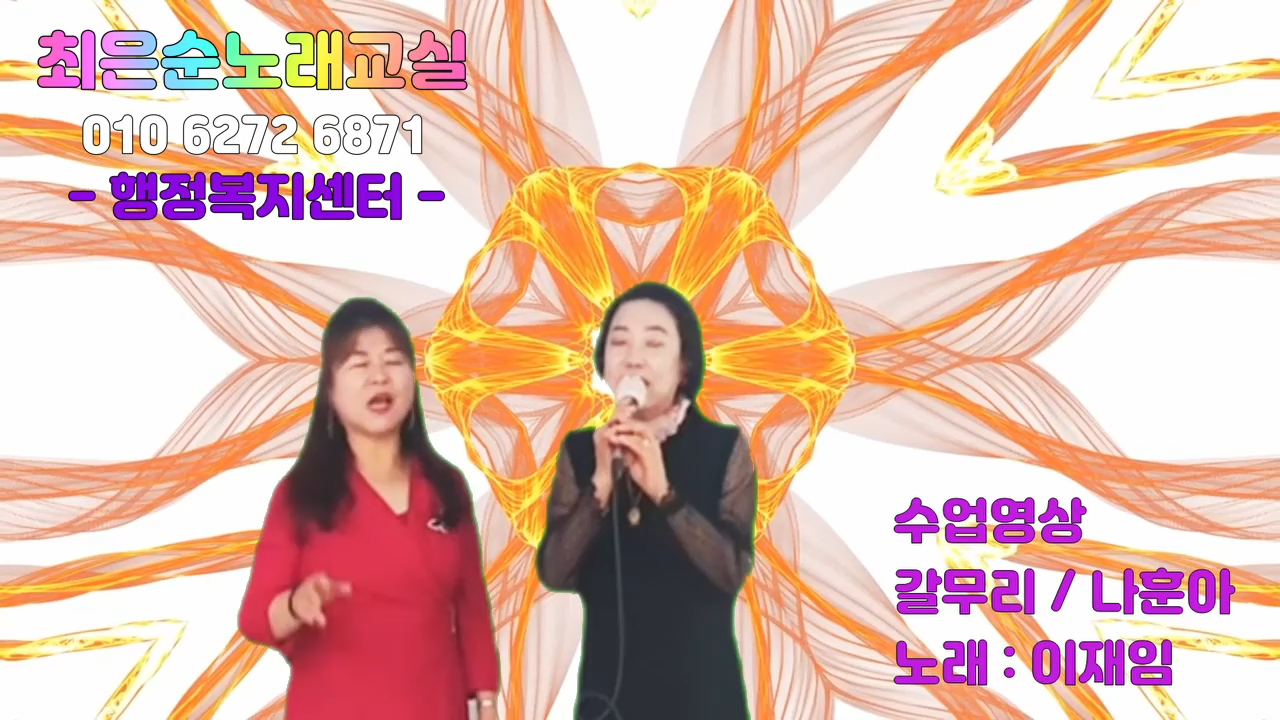 최은순노래교실
010 6272 6871
- 행정복지센터 -
수업영상
갈무리 / 나훈아
노래 : 이재임